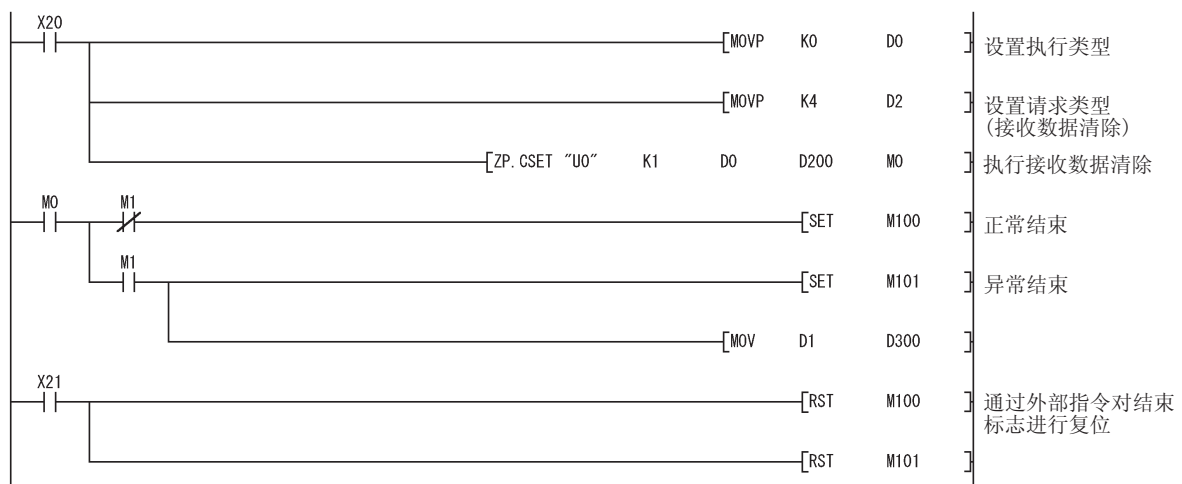 X20
MOVP K0 D0 设置执行类型
MOVP K4 D2 设置请求类型
(接收数据清除)
ZP.CSET "U0" K1 D0 D200 M0 执行接收数据清除
M0 M1
SET M100 正常结束
M1
SET M101 异常结束
MOV D1 D300
X21
RST M100 通过外部指令对结束
标志进行复位
RST M101